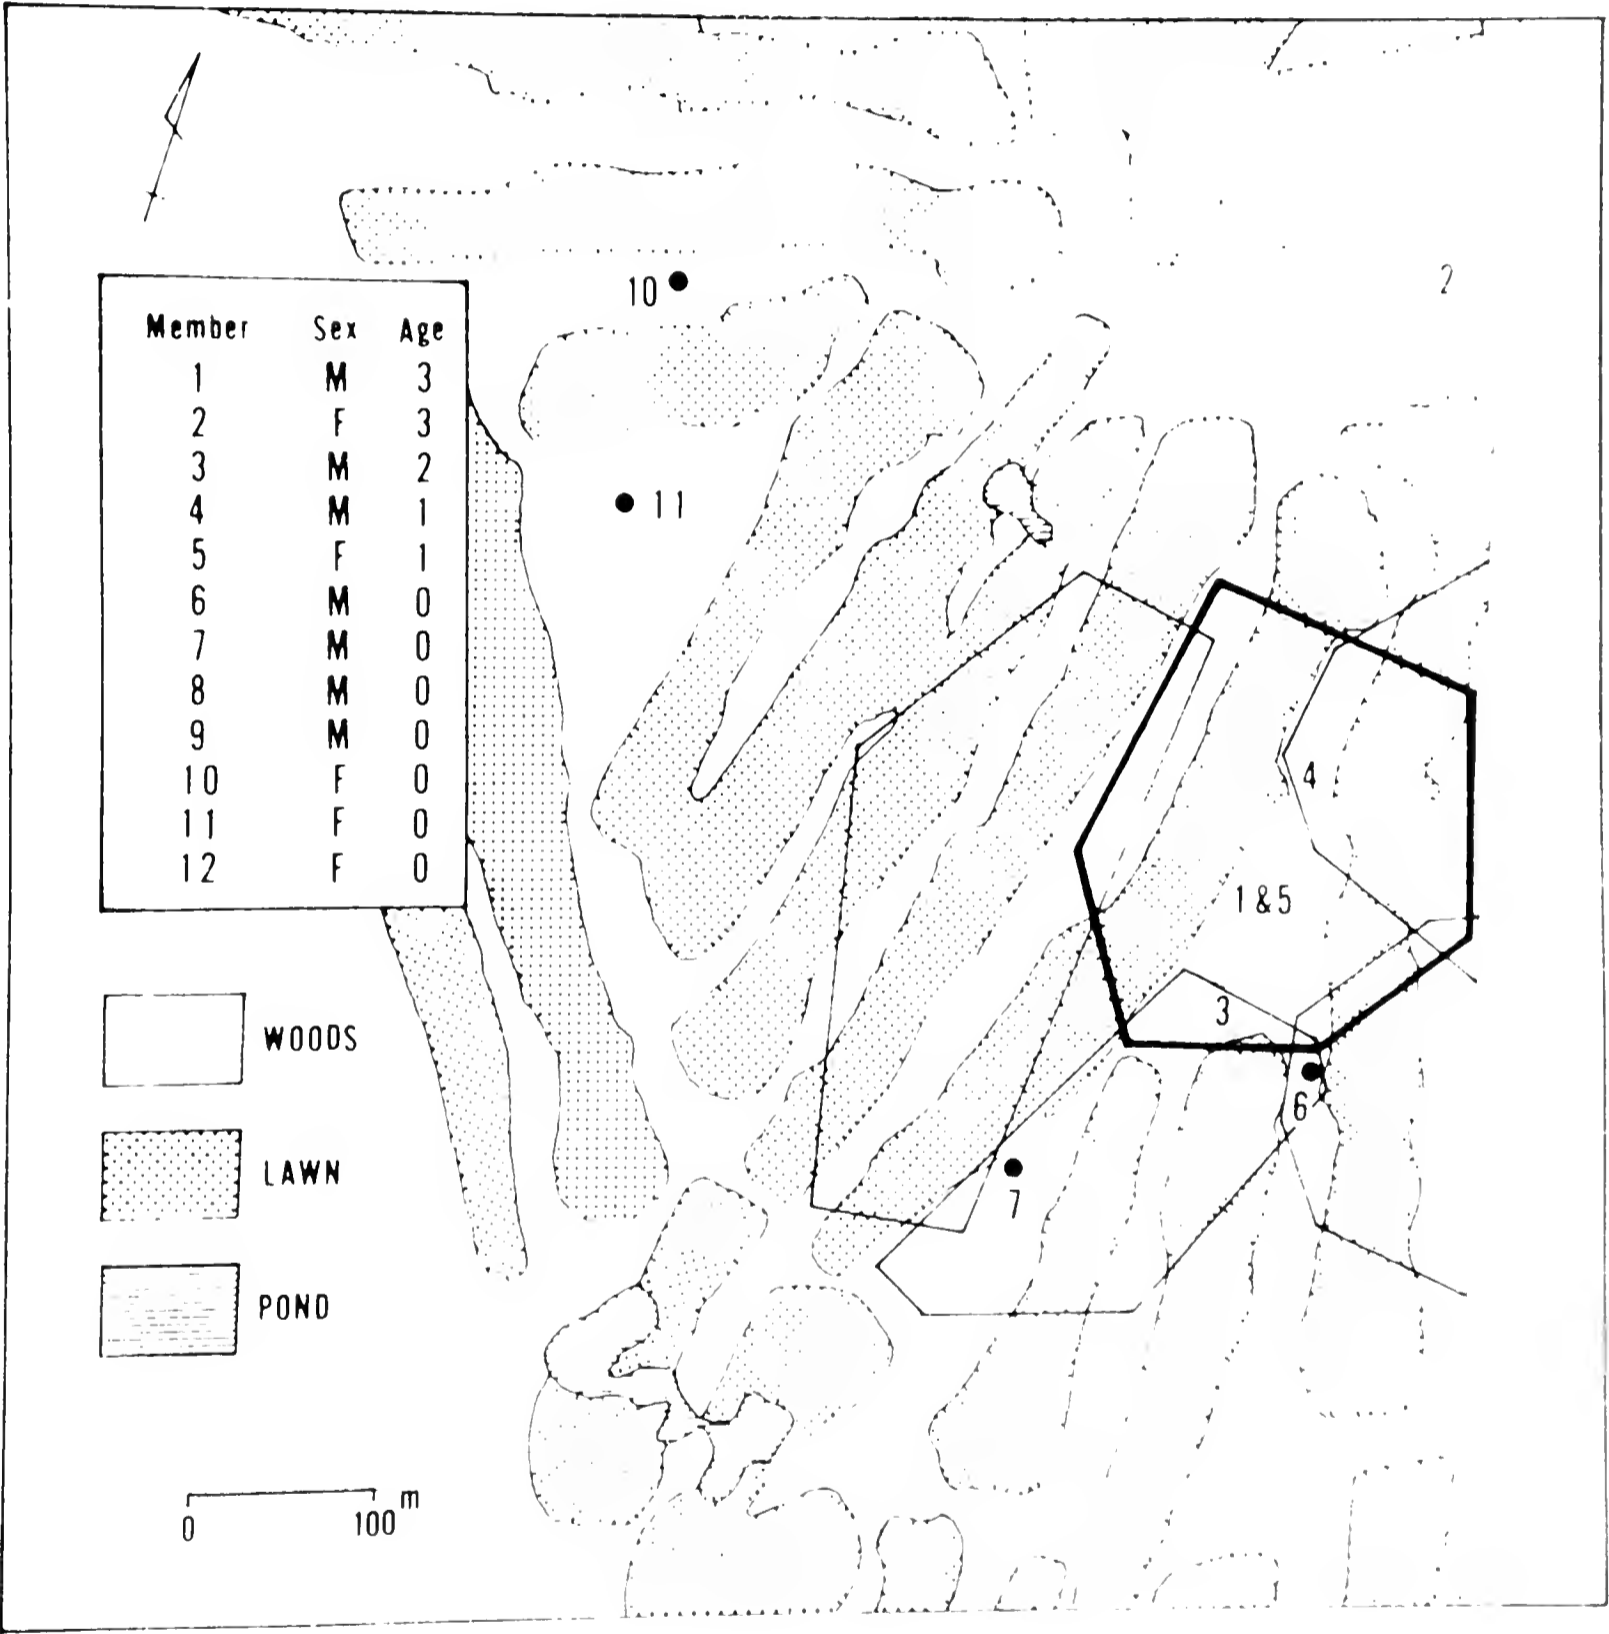 2
10
Member Sex Age
1 M 3
2 F 3
3 M 2
4 M 1
5 F 1
6 M 0
7 M 0
8 M 0
9 M 0
10 F 0
11 F 0
12 F 0
11
4
1&5
3
6
7
WOODS
LAWN
POND
0 100 m